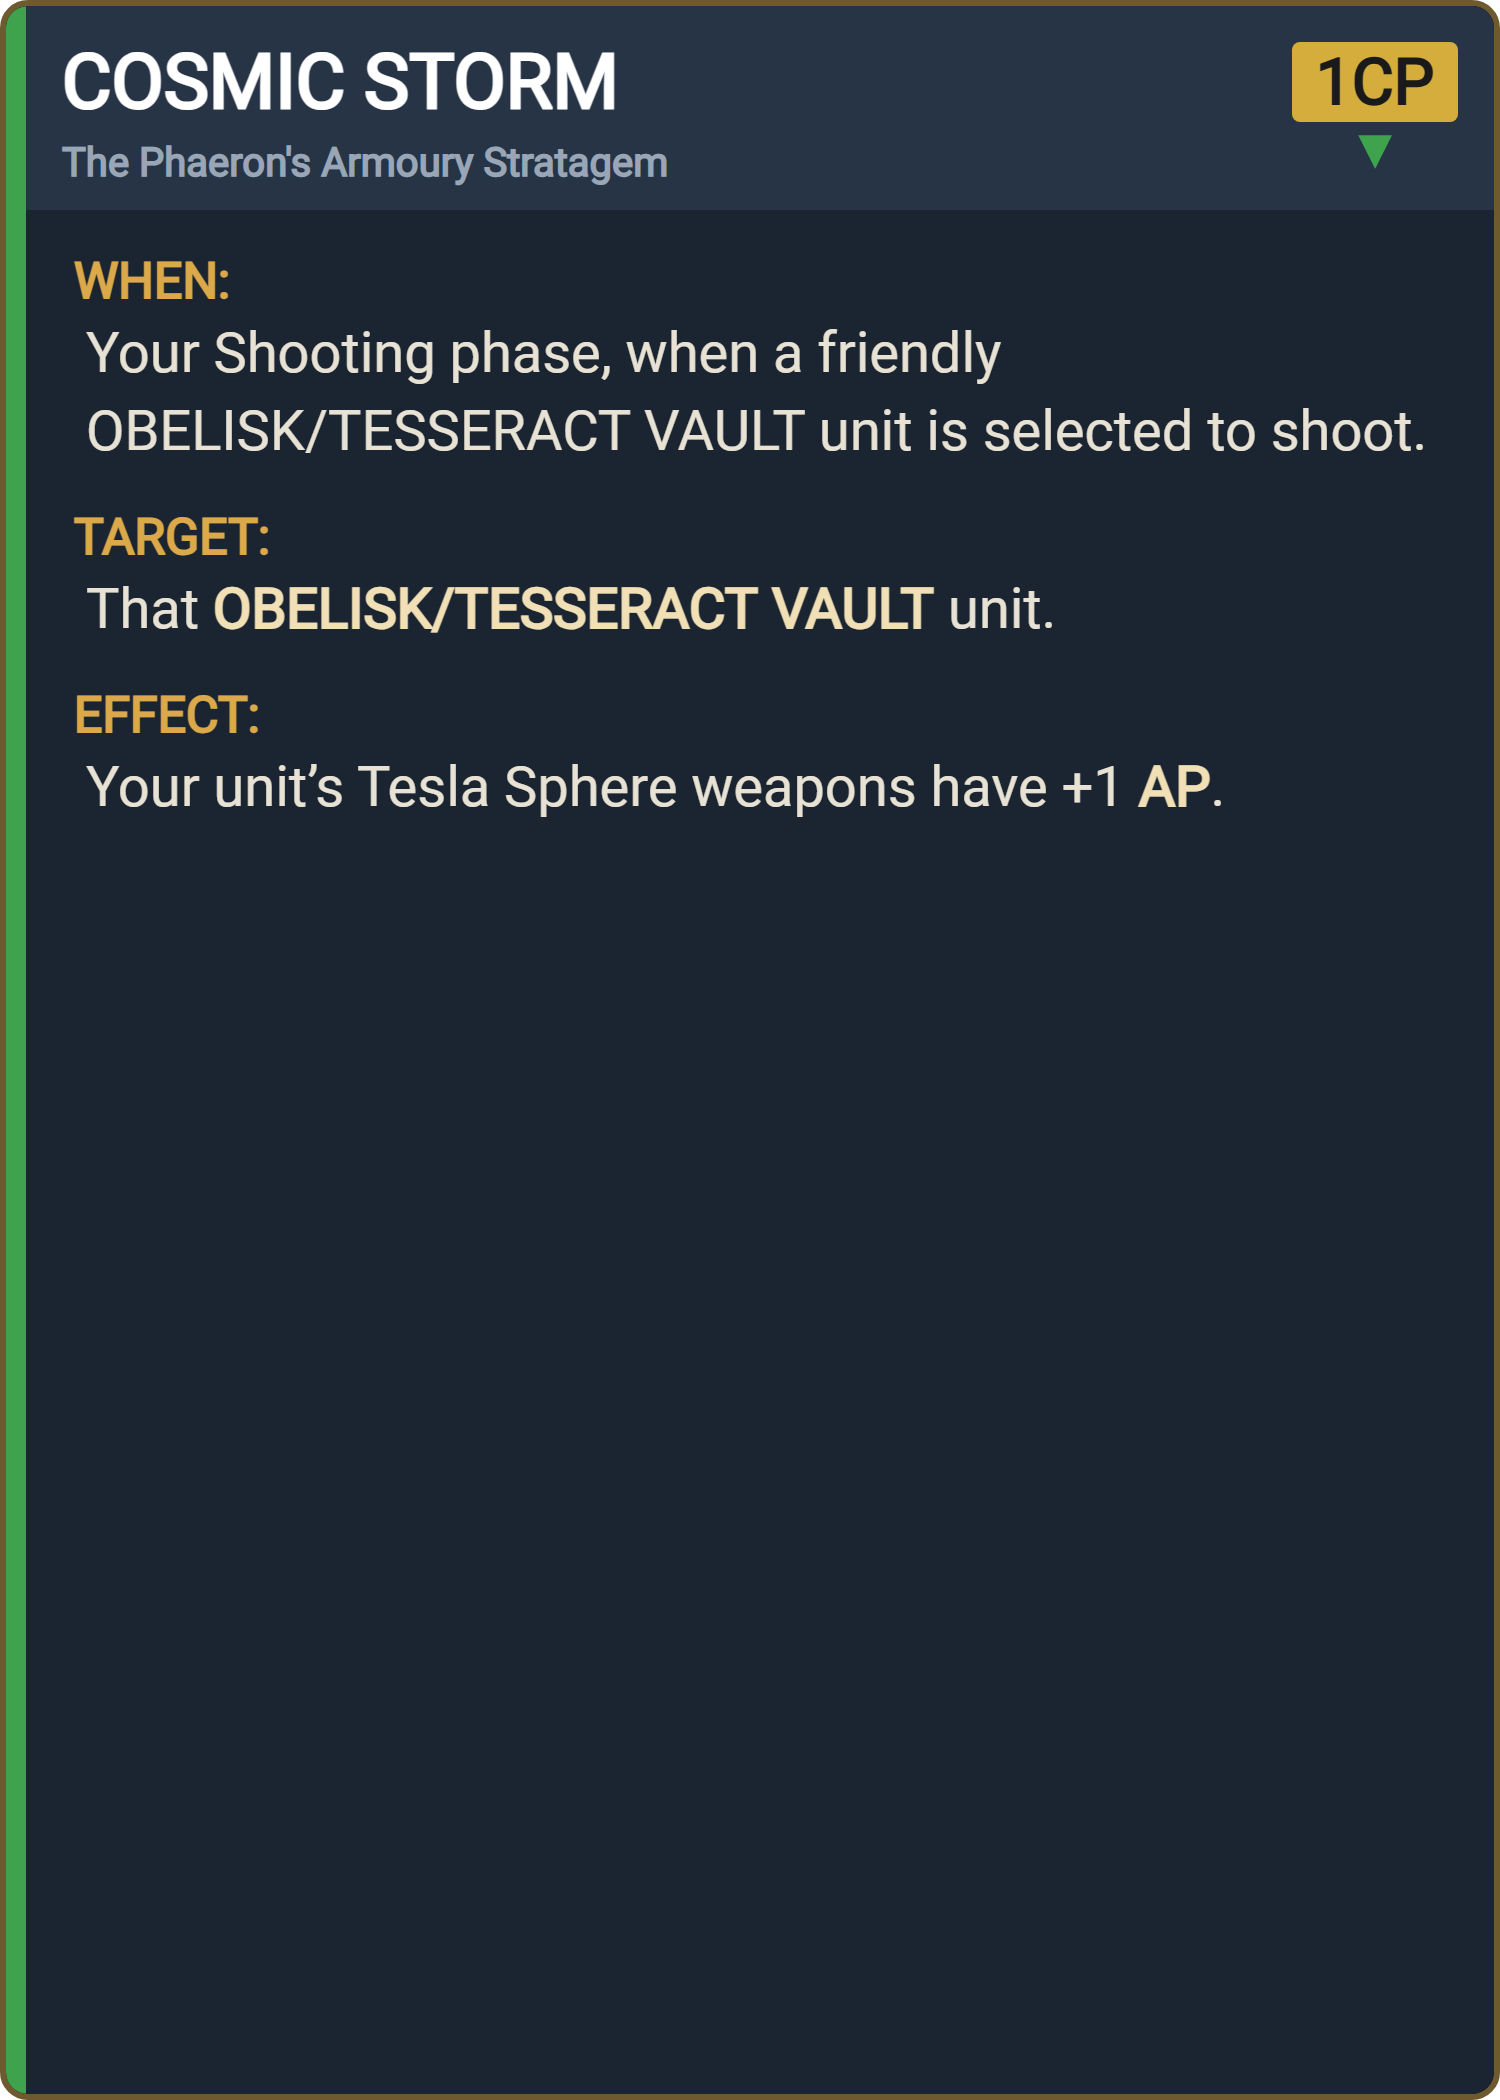 COSMIC STORM
1CP
The Phaeron's Armoury Stratagem
WHEN:
Your Shooting phase, when a friendly
OBELISK/TESSERACT VAULT unit is selected to shoot.
TARGET:
That OBELISK/TESSERACT VAULT unit.
EFFECT:
Your unit’s Tesla Sphere weapons have +1 AP.